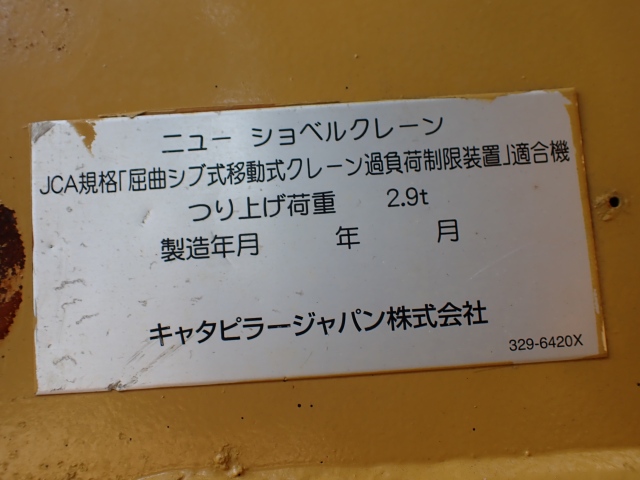 ニュー ショベルクレーン
JCA規格「屈曲シブ式移動式クレーン過負荷制限装置」適合機
つり上げ荷重 2.9t
製造年月 年 月
キャタピラージャパン株式会社
329-6420X